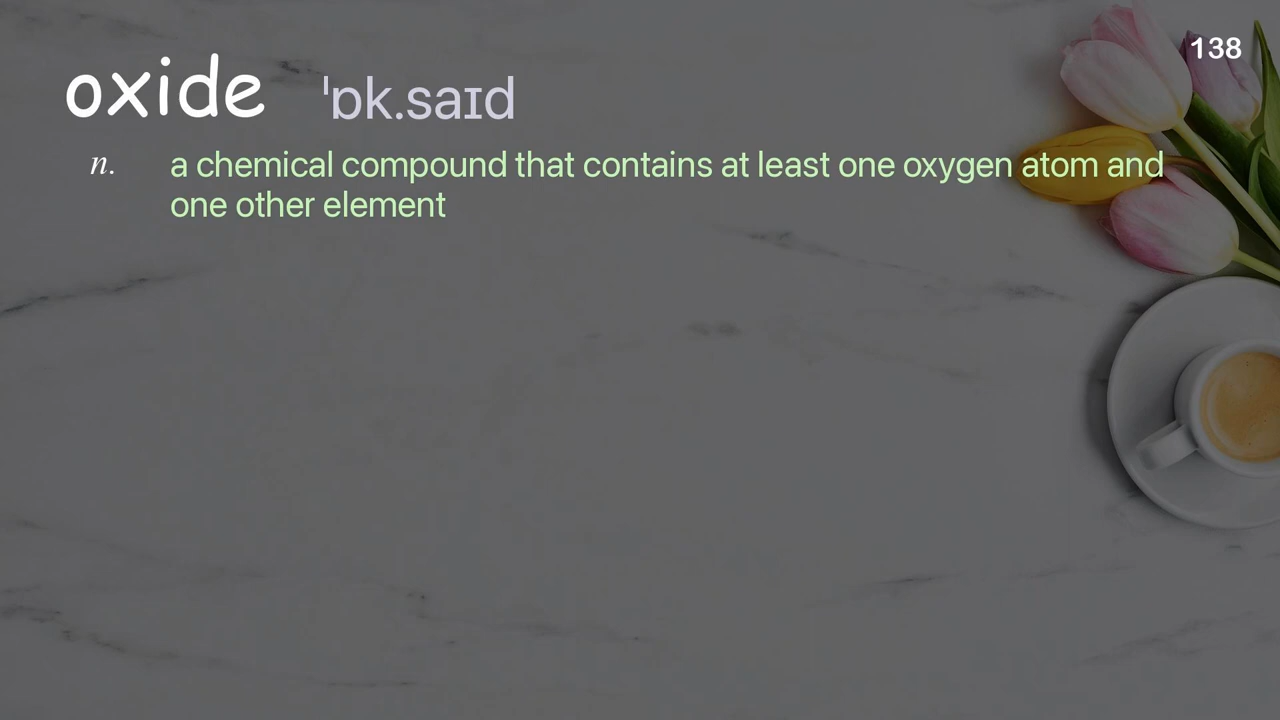 138
oxide ˈɒk.saɪd
n. a chemical compound that contains at least one oxygen atom and
one other element